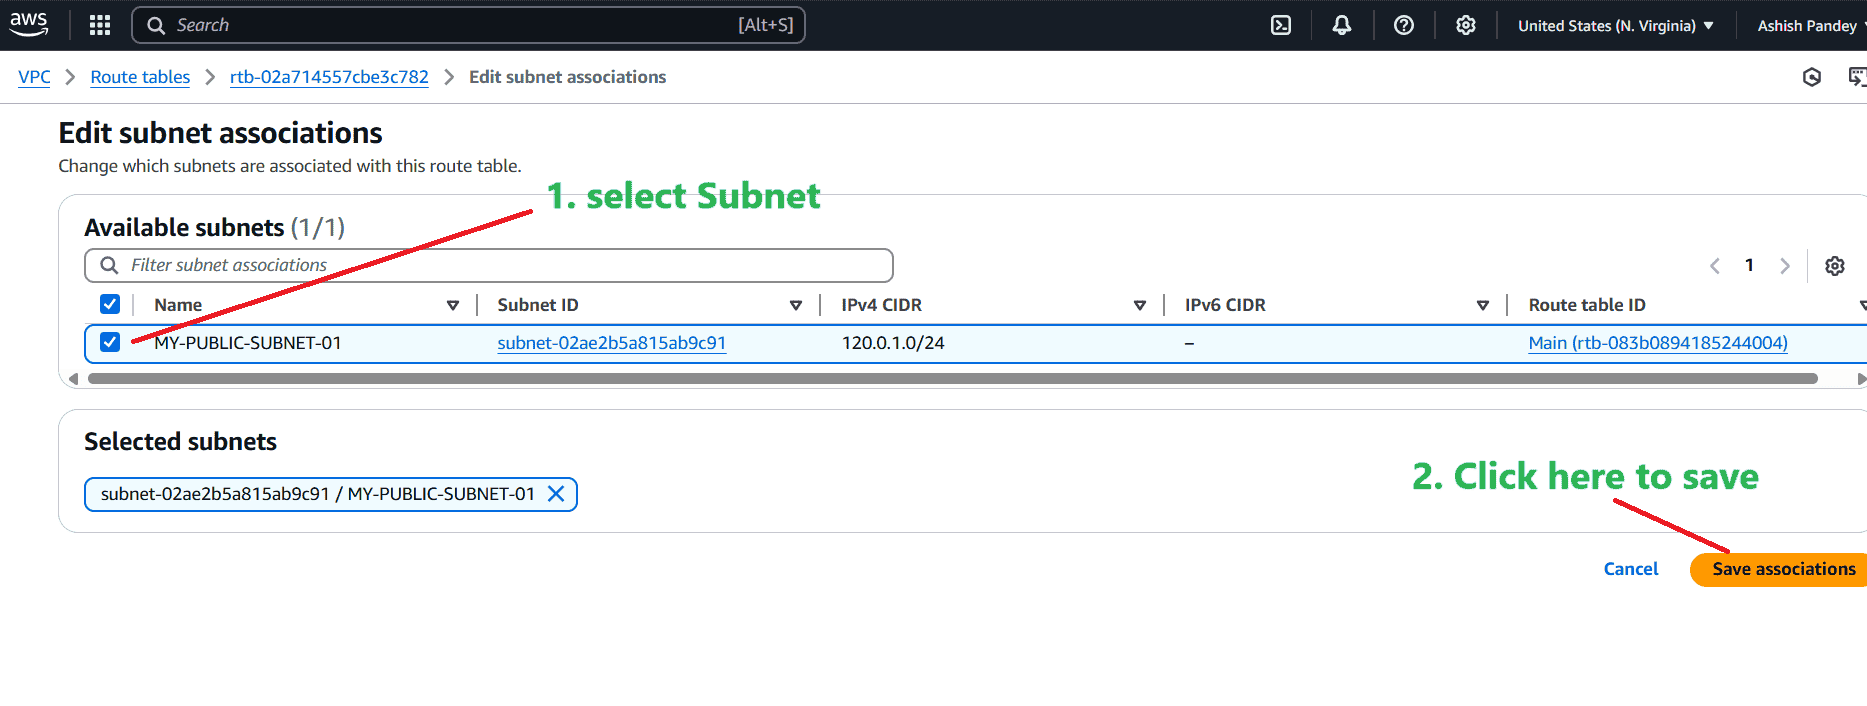 aws Search [Alt+S] United States (N. Virginia) Ashish Pandey
VPC Route tables rtb-02a714557cbe3c782 Edit subnet associations
Edit subnet associations
Change which subnets are associated with this route table.
1. select Subnet
Available subnets (1/1)
Filter subnet associations 1
Name Subnet ID IPv4 CIDR IPv6 CIDR Route table ID
MY-PUBLIC-SUBNET-01 subnet-02ae2b5a815ab9c91 120.0.1.0/24 – Main (rtb-083b0894185244004)
Selected subnets
subnet-02ae2b5a815ab9c91 / MY-PUBLIC-SUBNET-01
2. Click here to save
Cancel Save associations